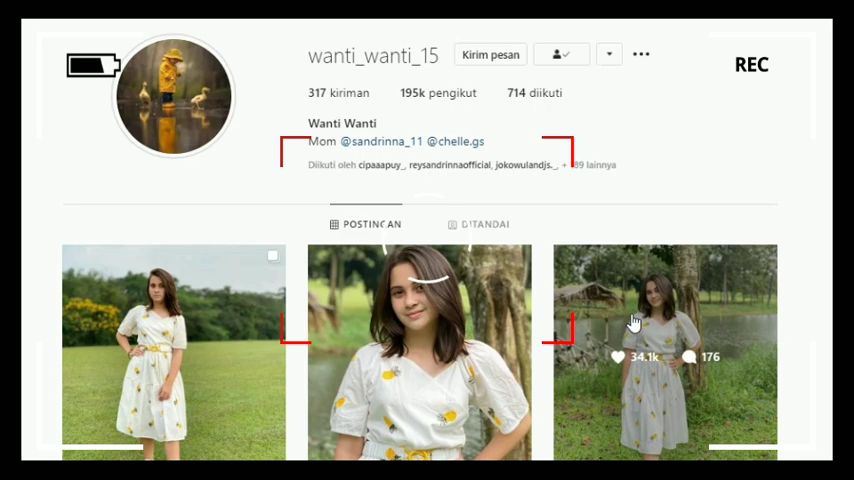 wanti_wanti_15 Kirim pesan
REC
317 kiriman 195k pengikut 714 diikuti
Wanti Wanti
Mom @sandrinna_11 @chelle.gs
Diikuti oleh cipaaapuy_, reysandrinnaofficial, jokowulandjs._, + 89 lainnya
POSTINGAN DITANDAI
34.1k 176